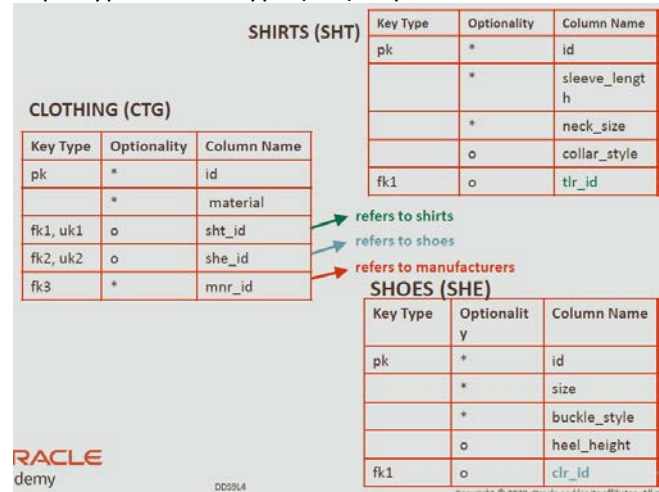 SHIRTS (SHT)
Key Type Optionality Column Name
pk * id
* sleeve_lengt
h
* neck_size
o collar_style
fk1 o tlr_id
CLOTHING (CTG)
Key Type Optionality Column Name
pk * id
* material
fk1, uk1 o sht_id
fk2, uk2 o she_id
fk3 * mnr_id
refers to shirts
refers to shoes
refers to manufacturers
SHOES (SHE)
Key Type Optionalit Column Name
y
pk * id
* size
* buckle_style
o heel_height
fk1 o clr_id
RACLE
demy
DDS9L4